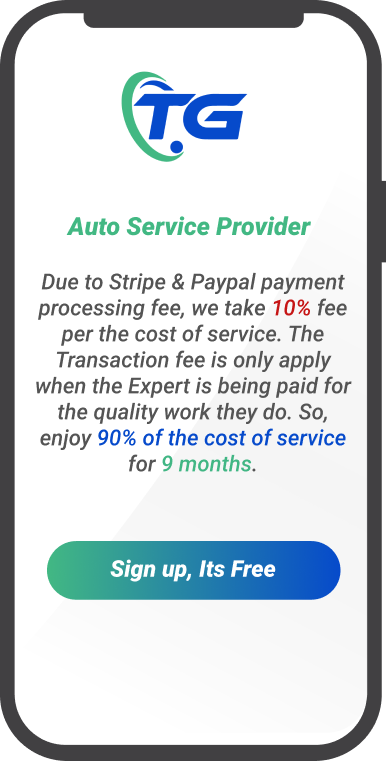 TG
Auto Service Provider
Due to Stripe & Paypal payment
processing fee, we take 10% fee
per the cost of service. The
Transaction fee is only apply
when the Expert is being paid for
the quality work they do. So,
enjoy 90% of the cost of service
for 9 months.
Sign up, Its Free